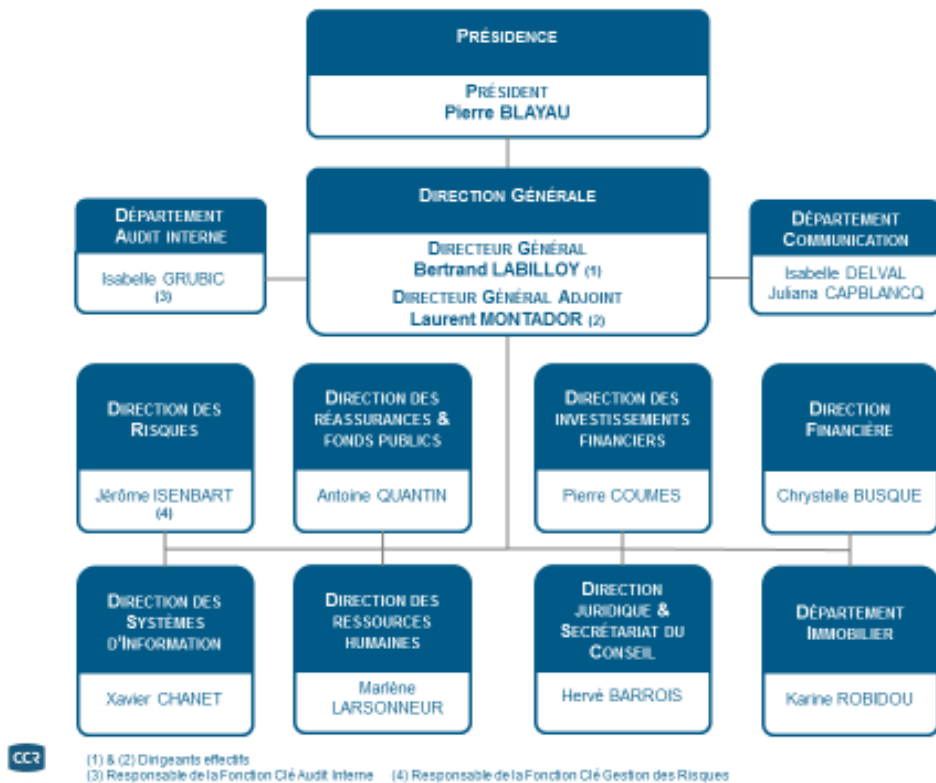 PRÉSIDENCE
PRÉSIDENT
Pierre BLAYAU
DIRECTION GÉNÉRALE
DIRECTEUR GÉNÉRAL
Bertrand LABILLOY (1)
DIRECTEUR GÉNÉRAL ADJOINT
Laurent MONTADOR (2)
DÉPARTEMENT
AUDIT INTERNE
Isabelle GRUBIC
(3)
DÉPARTEMENT
COMMUNICATION
Isabelle DELVAL
Juliana CAPBLANCQ
DIRECTION DES
RISQUES
Jérôme ISENBART
(4)
DIRECTION DES
RÉASSURANCES &
FONDS PUBLICS
Antoine QUANTIN
DIRECTION DES
INVESTISSEMENTS
FINANCIERS
Pierre COUMES
DIRECTION
FINANCIÈRE
Chrystelle BUSQUE
DIRECTION DES
SYSTÈMES
D'INFORMATION
Xavier CHANET
DIRECTION DES
RESSOURCES
HUMAINES
Marlène
LARSONNEUR
DIRECTION
JURIDIQUE &
SECRÉTARIAT DU
CONSEIL
Hervé BARROIS
DÉPARTEMENT
IMMOBILIER
Karine ROBIDOU
CCR
(1) & (2) Dirigeants effectifs
(3) Responsable de la Fonction Clé Audit Interne (4) Responsable de la Fonction Clé Gestion des Risques